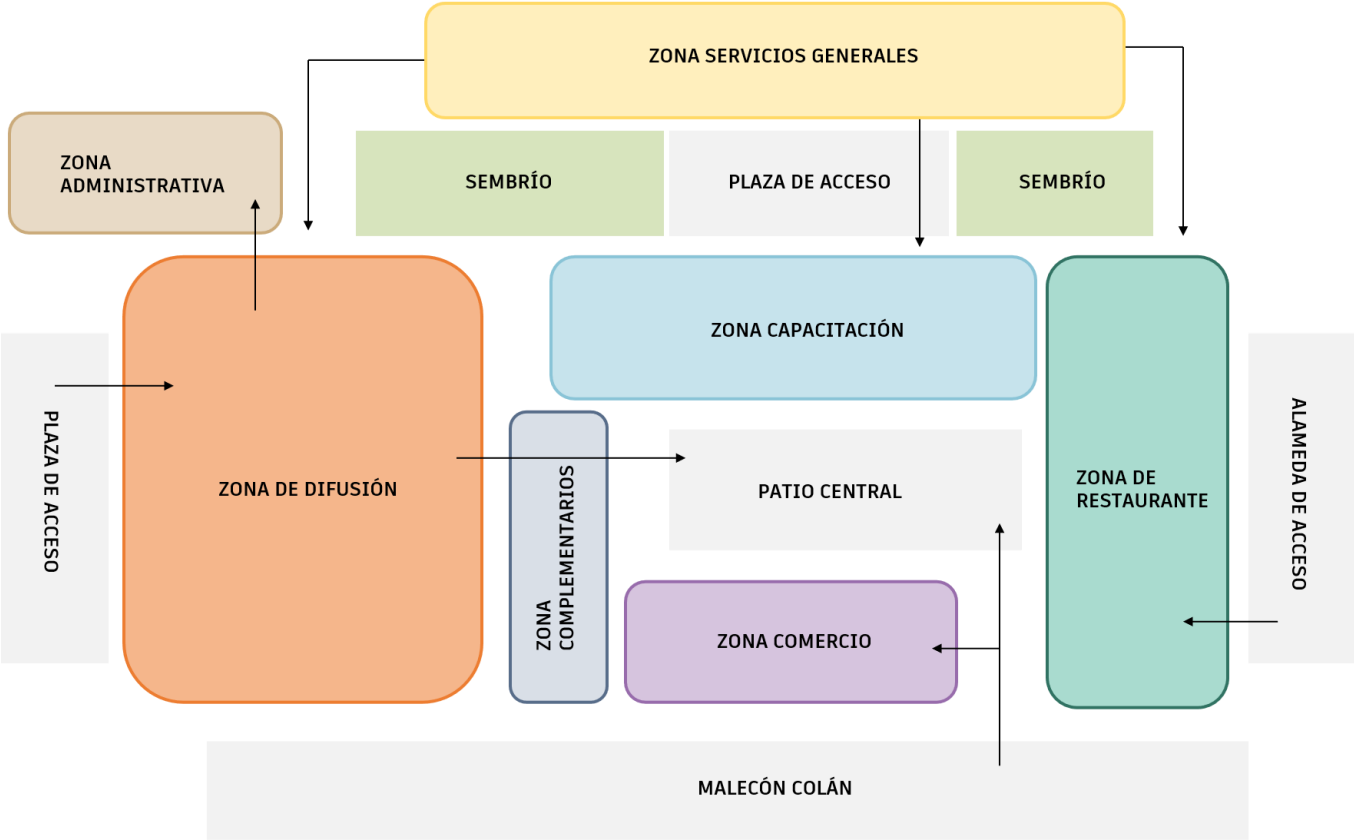 ZONA SERVICIOS GENERALES
ZONA
ADMINISTRATIVA
SEMBRÍO
PLAZA DE ACCESO
SEMBRÍO
ZONA CAPACITACIÓN
PLAZA DE ACCESO
ZONA DE DIFUSIÓN
ZONA
COMPLEMENTARIOS
PATIO CENTRAL
ZONA DE
RESTAURANTE
ALAMEDA DE ACCESO
ZONA COMERCIO
MALECÓN COLÁN